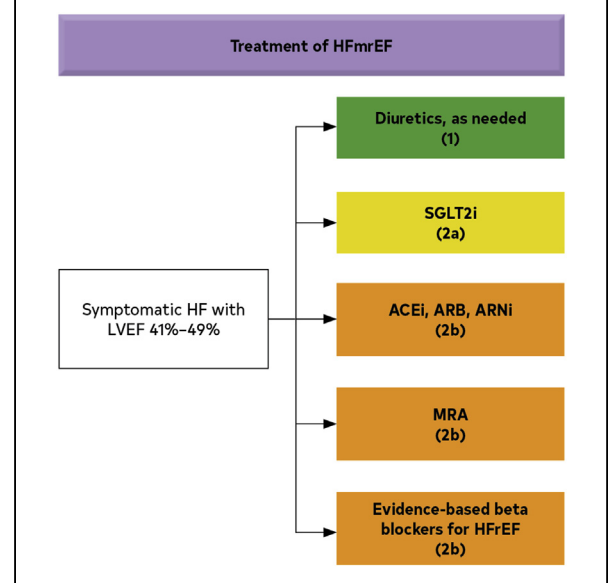 Treatment of HFmrEF
Diuretics, as needed
(1)
SGLT2i
(2a)
Symptomatic HF with
LVEF 41%–49%
ACEi, ARB, ARNi
(2b)
MRA
(2b)
Evidence-based beta
blockers for HFrEF
(2b)